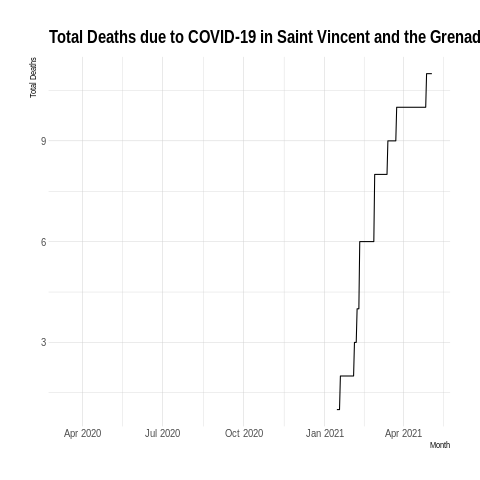 Total Deaths due to COVID-19 in Saint Vincent and the Grenad
Total Deaths
9
6
3
Apr 2020 Jul 2020 Oct 2020 Jan 2021 Apr 2021
Month